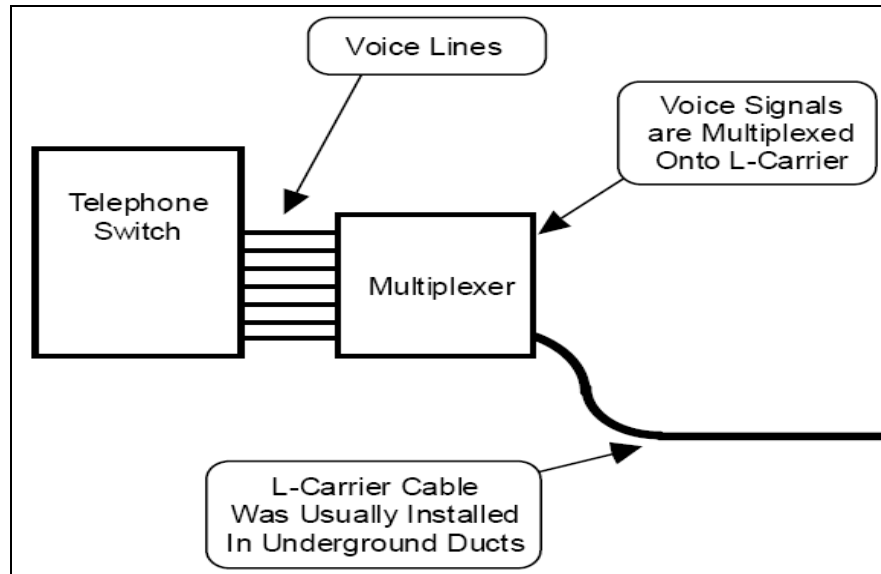 Voice Lines
Voice Signals
are Multiplexed
Onto L-Carrier
Telephone
Switch
Multiplexer
L-Carrier Cable
Was Usually Installed
In Underground Ducts